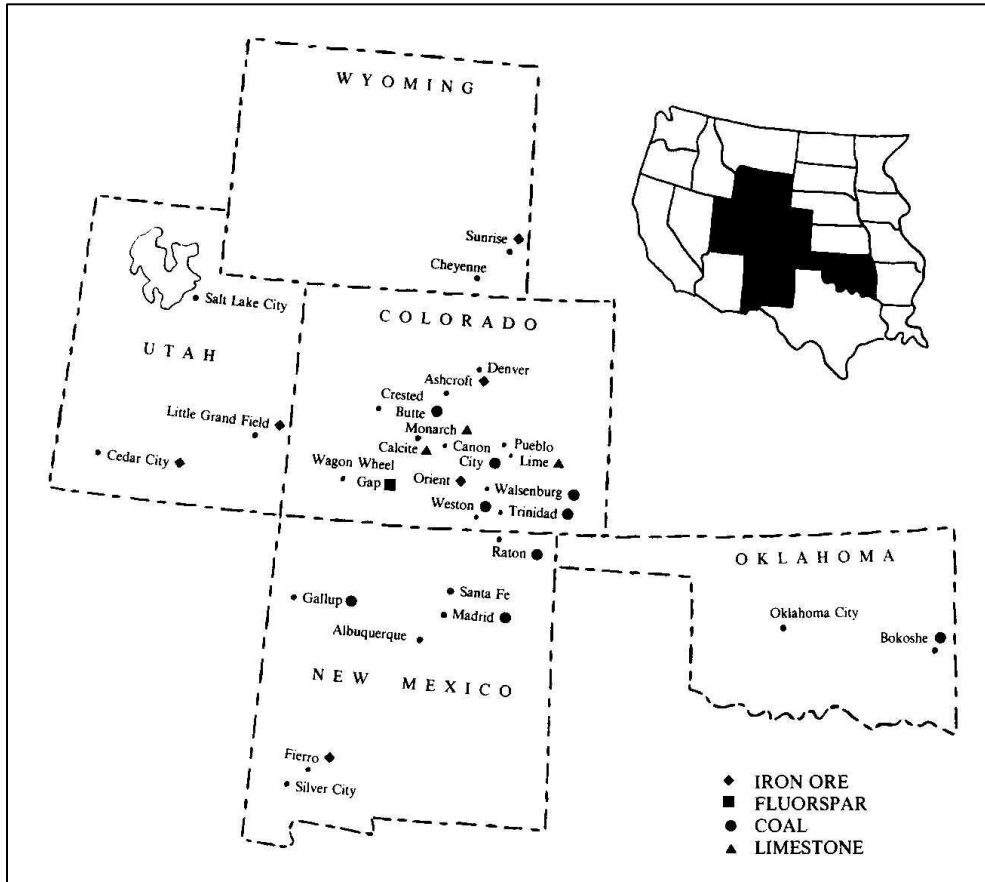 WYOMING
Sunrise
Cheyenne
Salt Lake City
COLORADO
UTAH
Denver
Ashcroft
Crested
Butte
Little Grand Field
Monarch
Canon
City
Pueblo
Calcite
Lime
Cedar City
Wagon Wheel
Gap
Orient
Walsenburg
Weston
Trinidad
Raton
OKLAHOMA
Gallup
Santa Fe
Madrid
Oklahoma City
Albuquerque
Bokoshe
NEW MEXICO
Fierro
Silver City
IRON ORE
FLUORSPAR
COAL
LIMESTONE